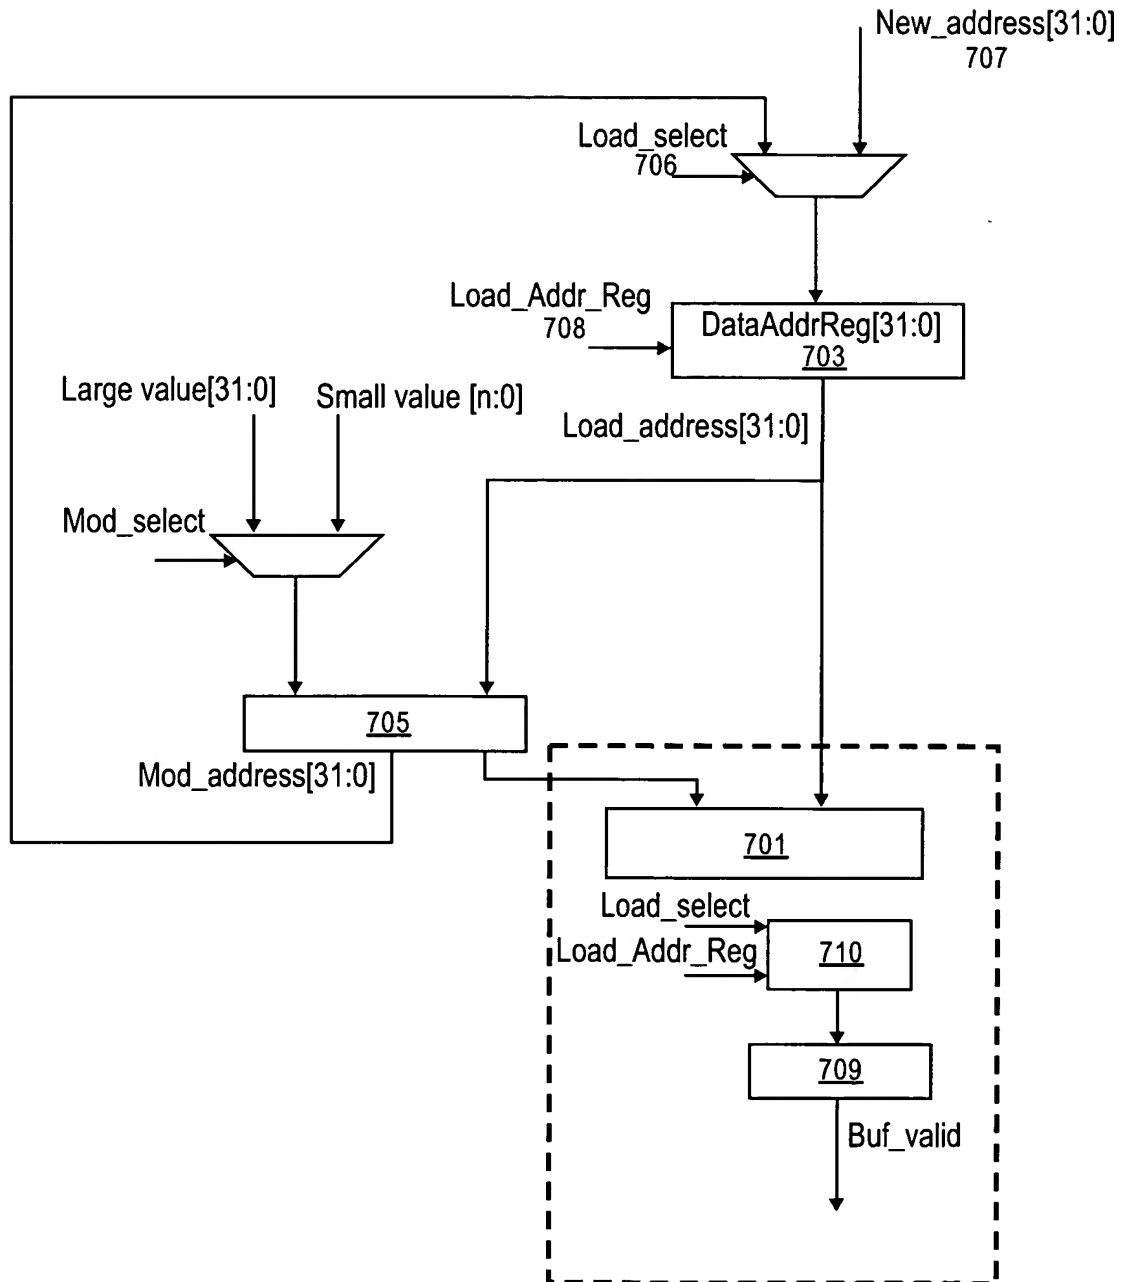 New_address[31:0]
707
Load_select
706
Load_Addr_Reg
708
DataAddrReg[31:0]
703
Large value[31:0]
Small value [n:0]
Load_address[31:0]
Mod_select
705
Mod_address[31:0]
701
Load_select
Load_Addr_Reg
710
709
Buf_valid